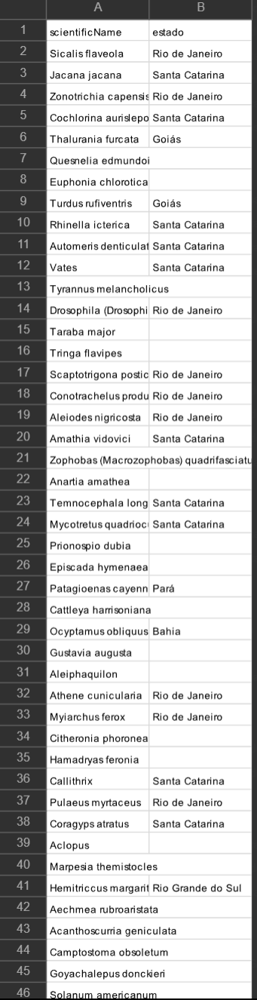 A B
1 scientificName estado
2 Sicalis flaveola Rio de Janeiro
3 Jacana jacana Santa Catarina
4 Zonotrichia capensis Rio de Janeiro
5 Cochlorina aurislepo Santa Catarina
6 Thalurania furcata Goiás
7 Quesnelia edmundoi
8 Euphonia chlorotica
9 Turdus rufiventris Goiás
10 Rhinella icterica Santa Catarina
11 Automeris denticulat Santa Catarina
12 Vates Santa Catarina
13 Tyrannus melancholicus
14 Drosophila (Drosophi Rio de Janeiro
15 Taraba major
16 Tringa flavipes
17 Scaptotrigona postic Rio de Janeiro
18 Conotrachelus produ Rio de Janeiro
19 Aleiodes nigricosta Rio de Janeiro
20 Amathia vidovici Santa Catarina
21 Zophobas (Macrozophobas) quadrifasciatu
22 Anartia amathea
23 Temnocephala long Santa Catarina
24 Mycotretus quadrioc Santa Catarina
25 Prionospio dubia
26 Episcada hymenaea
27 Patagioenas cayenn Pará
28 Cattleya harrisoniana
29 Ocyptamus obliquus Bahia
30 Gustavia augusta
31 Aleiphaquilon
32 Athene cunicularia Rio de Janeiro
33 Myiarchus ferox Rio de Janeiro
34 Citheronia phoronea
35 Hamadryas feronia
36 Callithrix Santa Catarina
37 Pulaeus myrtaceus Rio de Janeiro
38 Coragyps atratus Santa Catarina
39 Aclopus
40 Marpesia themistocles
41 Hemitriccus margarit Rio Grande do Sul
42 Aechmea rubroaristata
43 Acanthoscurria geniculata
44 Camptostoma obsoletum
45 Goyachalepus donckieri
46 Solanum americanum